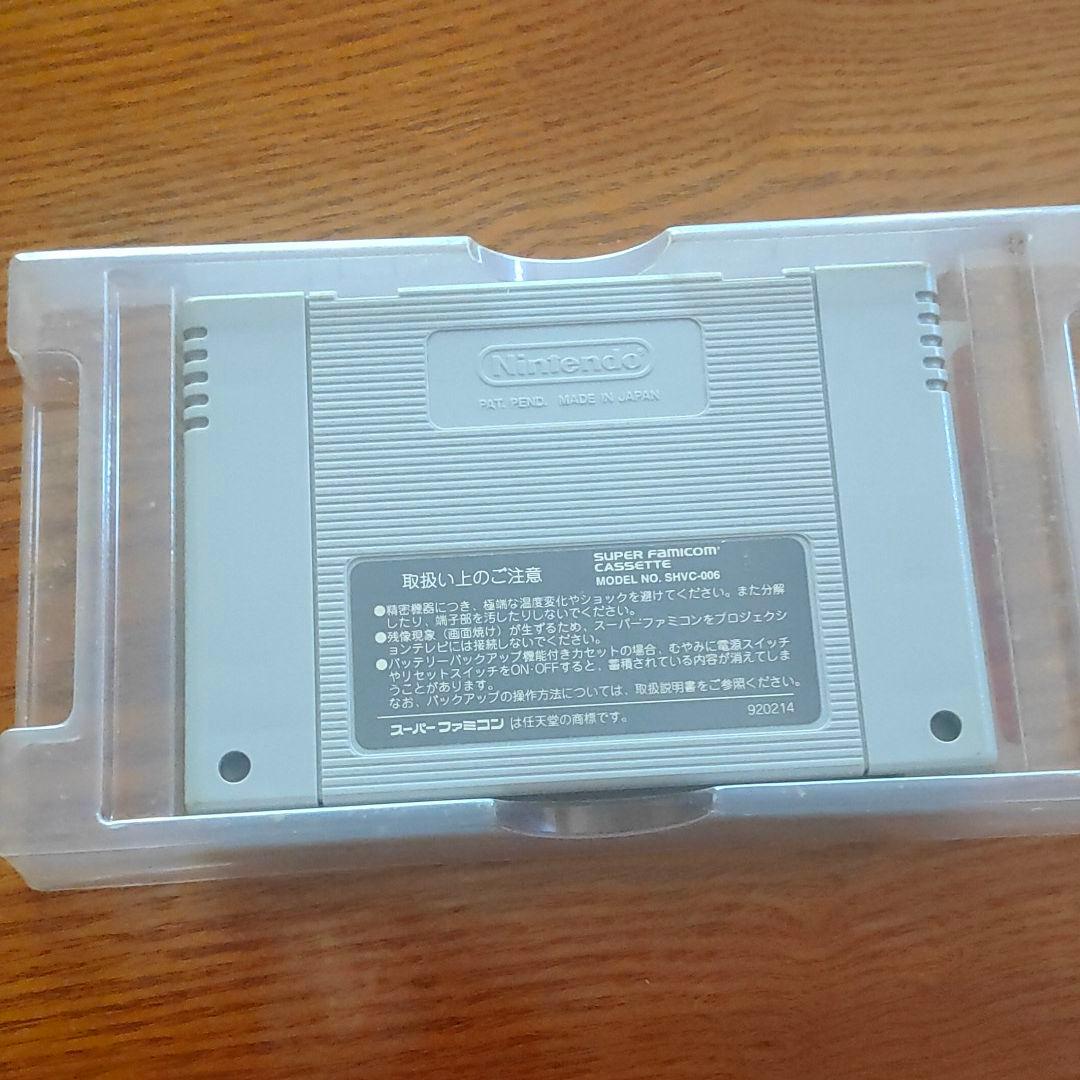 Nintendo
PAT. PEND. MADE IN JAPAN
取扱い上のご注意
SUPER Famicom
CASSETTE
MODEL NO. SHVC-006
●精密機器につき、極端な温度変化やショックを避けてください。また分解
したり、端子部を汚したりしないでください。
●残像現象（画面焼け）が生ずるため、スーパーファミコンをプロジェクシ
ョンテレビには接続しないでください。
●バッテリーバックアップ機能付きカセットの場合、むやみに電源スイッチ
やリセットスイッチをON・OFFすると、蓄積されている内容が消えてしま
うことがあります。
なお、バックアップの操作方法については、取扱説明書をご参照ください。
スーパーファミコン は任天堂の商標です。
920214